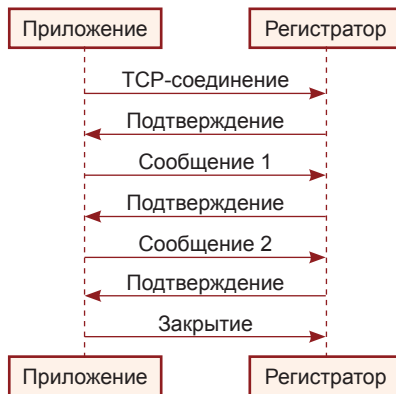 Приложение
Регистратор
TCP-соединение
Подтверждение
Сообщение 1
Подтверждение
Сообщение 2
Подтверждение
Закрытие
Приложение
Регистратор